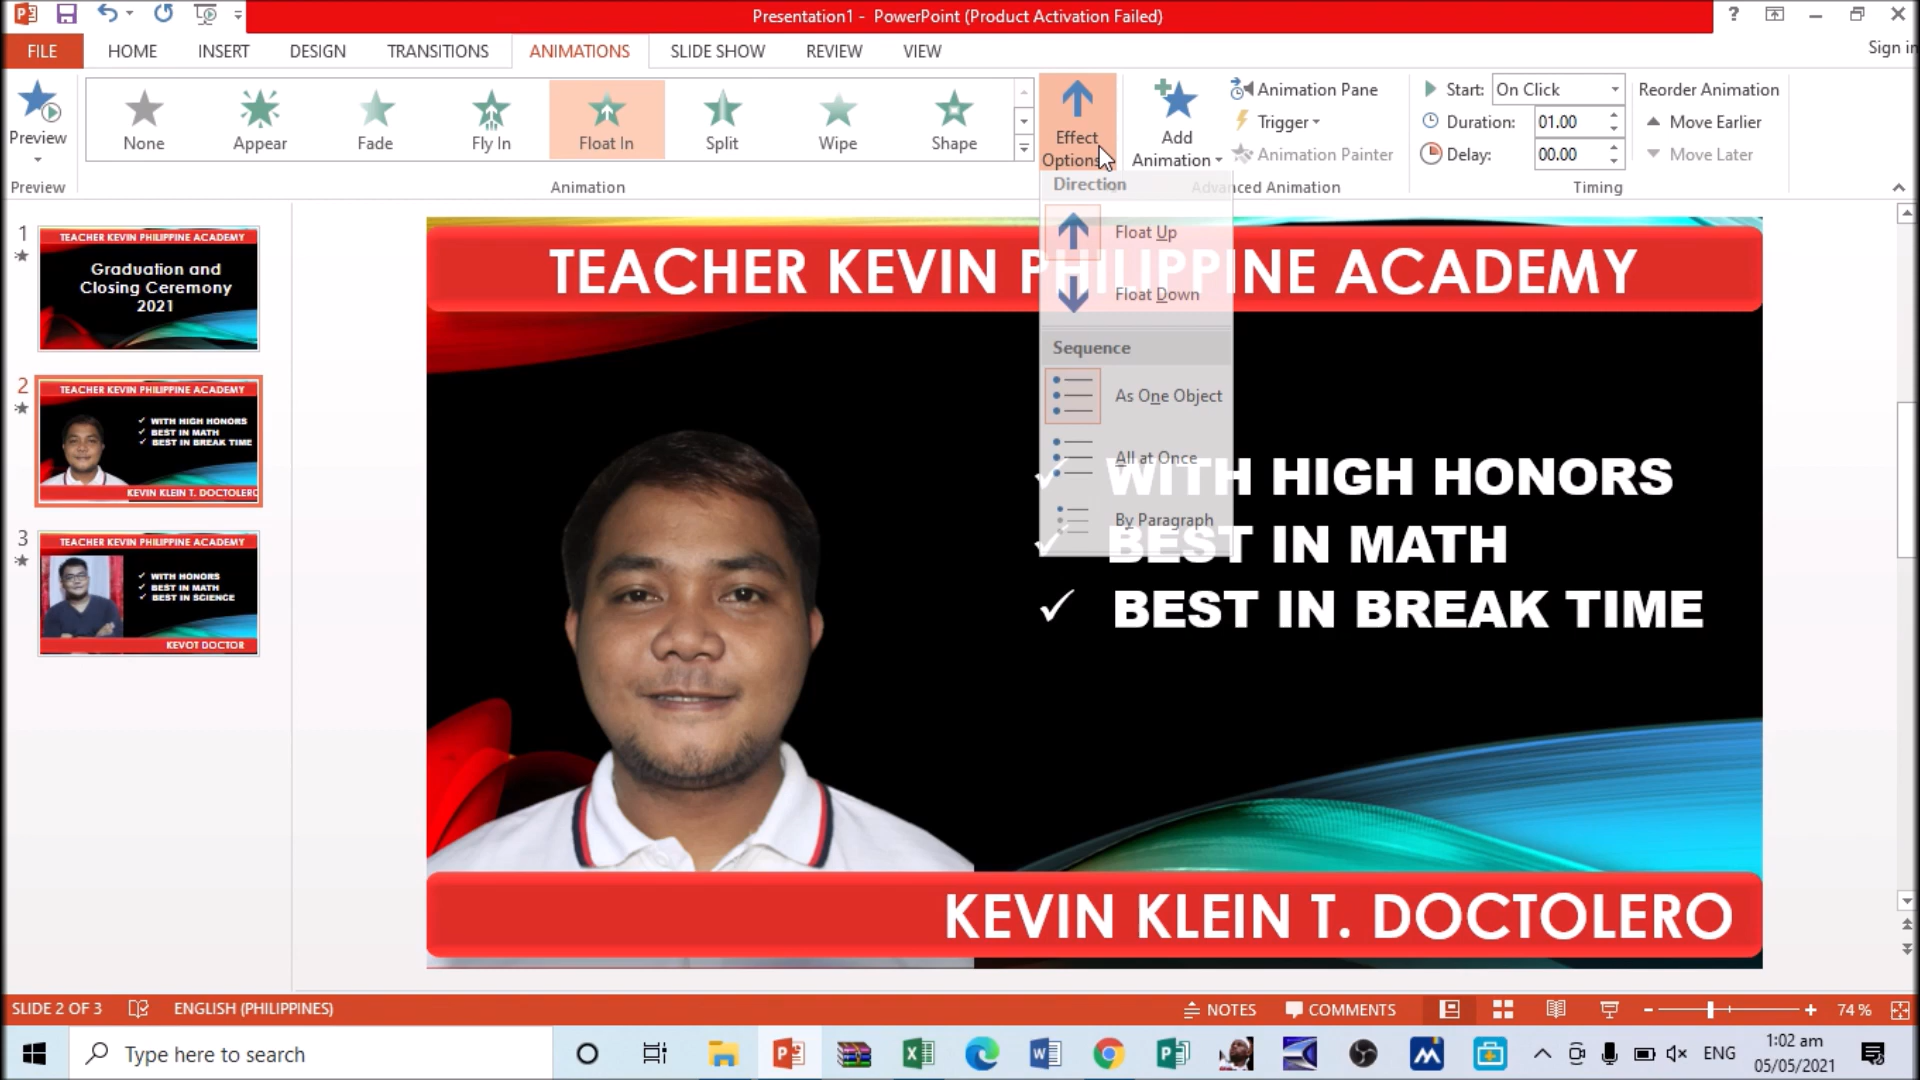 Presentation1 - PowerPoint (Product Activation Failed)
?
FILE HOME INSERT DESIGN TRANSITIONS ANIMATIONS SLIDE SHOW REVIEW VIEW
Sign in
Preview
Preview
None
Appear
Fade
Fly In
Float In
Split
Wipe
Shape
Animation
Effect
Options
Add
Animation
Animation Pane
Trigger
Animation Painter
Advanced Animation
Start: On Click
Duration: 01.00
Delay: 00.00
Timing
Reorder Animation
Move Earlier
Move Later
Direction
Float Up
Float Down
Sequence
As One Object
All at Once
By Paragraph
1
TEACHER KEVIN PHILIPPINE ACADEMY
Graduation and
Closing Ceremony
2021
2
TEACHER KEVIN PHILIPPINE ACADEMY
WITH HIGH HONORS
BEST IN MATH
BEST IN BREAK TIME
KEVIN KLEIN T. DOCTOLERO
3
TEACHER KEVIN PHILIPPINE ACADEMY
WITH HONORS
BEST IN MATH
BEST IN SCIENCE
KEVOT DOCTOR
TEACHER KEVIN PHILIPPINE ACADEMY
✓ WITH HIGH HONORS
✓ BEST IN MATH
✓ BEST IN BREAK TIME
KEVIN KLEIN T. DOCTOLERO
SLIDE 2 OF 3 ENGLISH (PHILIPPINES)
NOTES COMMENTS 74 %
Type here to search
ENG
1:02 am
05/05/2021